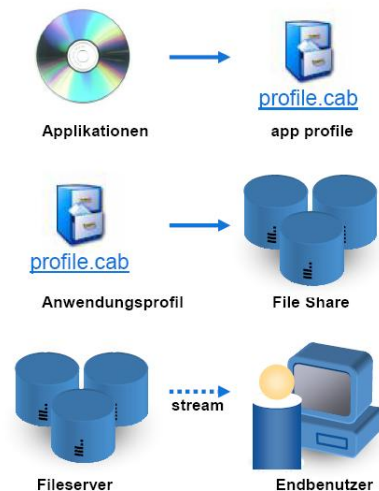 profile.cab
Applikationen app profile
profile.cab
Anwendungsprofil File Share
stream
Fileserver Endbenutzer